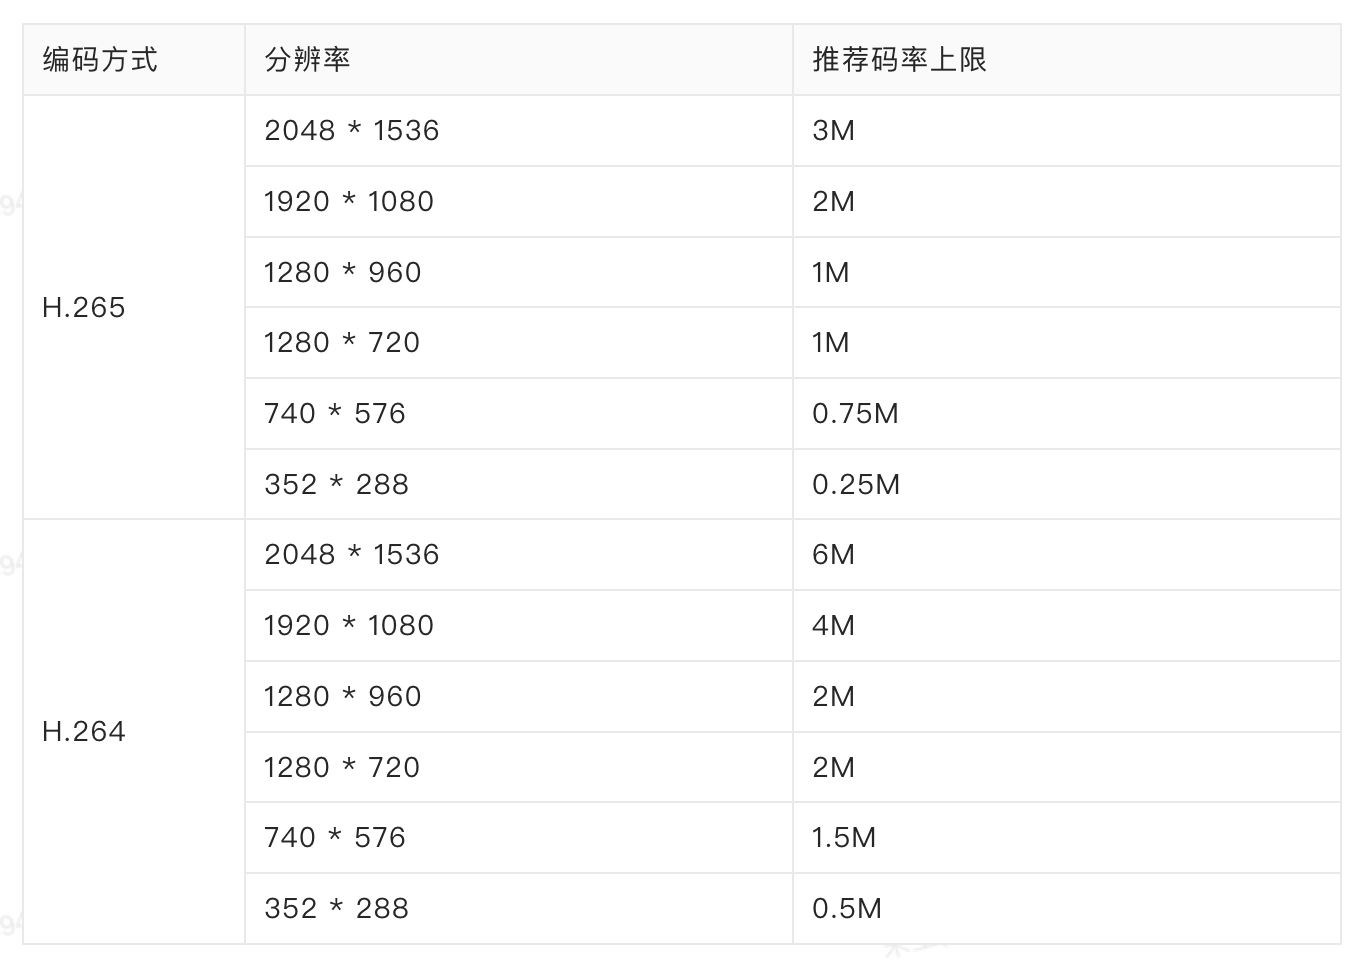 编码方式 分辨率 推荐码率上限
H.265
2048 * 1536 3M
1920 * 1080 2M
1280 * 960 1M
1280 * 720 1M
740 * 576 0.75M
352 * 288 0.25M
H.264
2048 * 1536 6M
1920 * 1080 4M
1280 * 960 2M
1280 * 720 2M
740 * 576 1.5M
352 * 288 0.5M